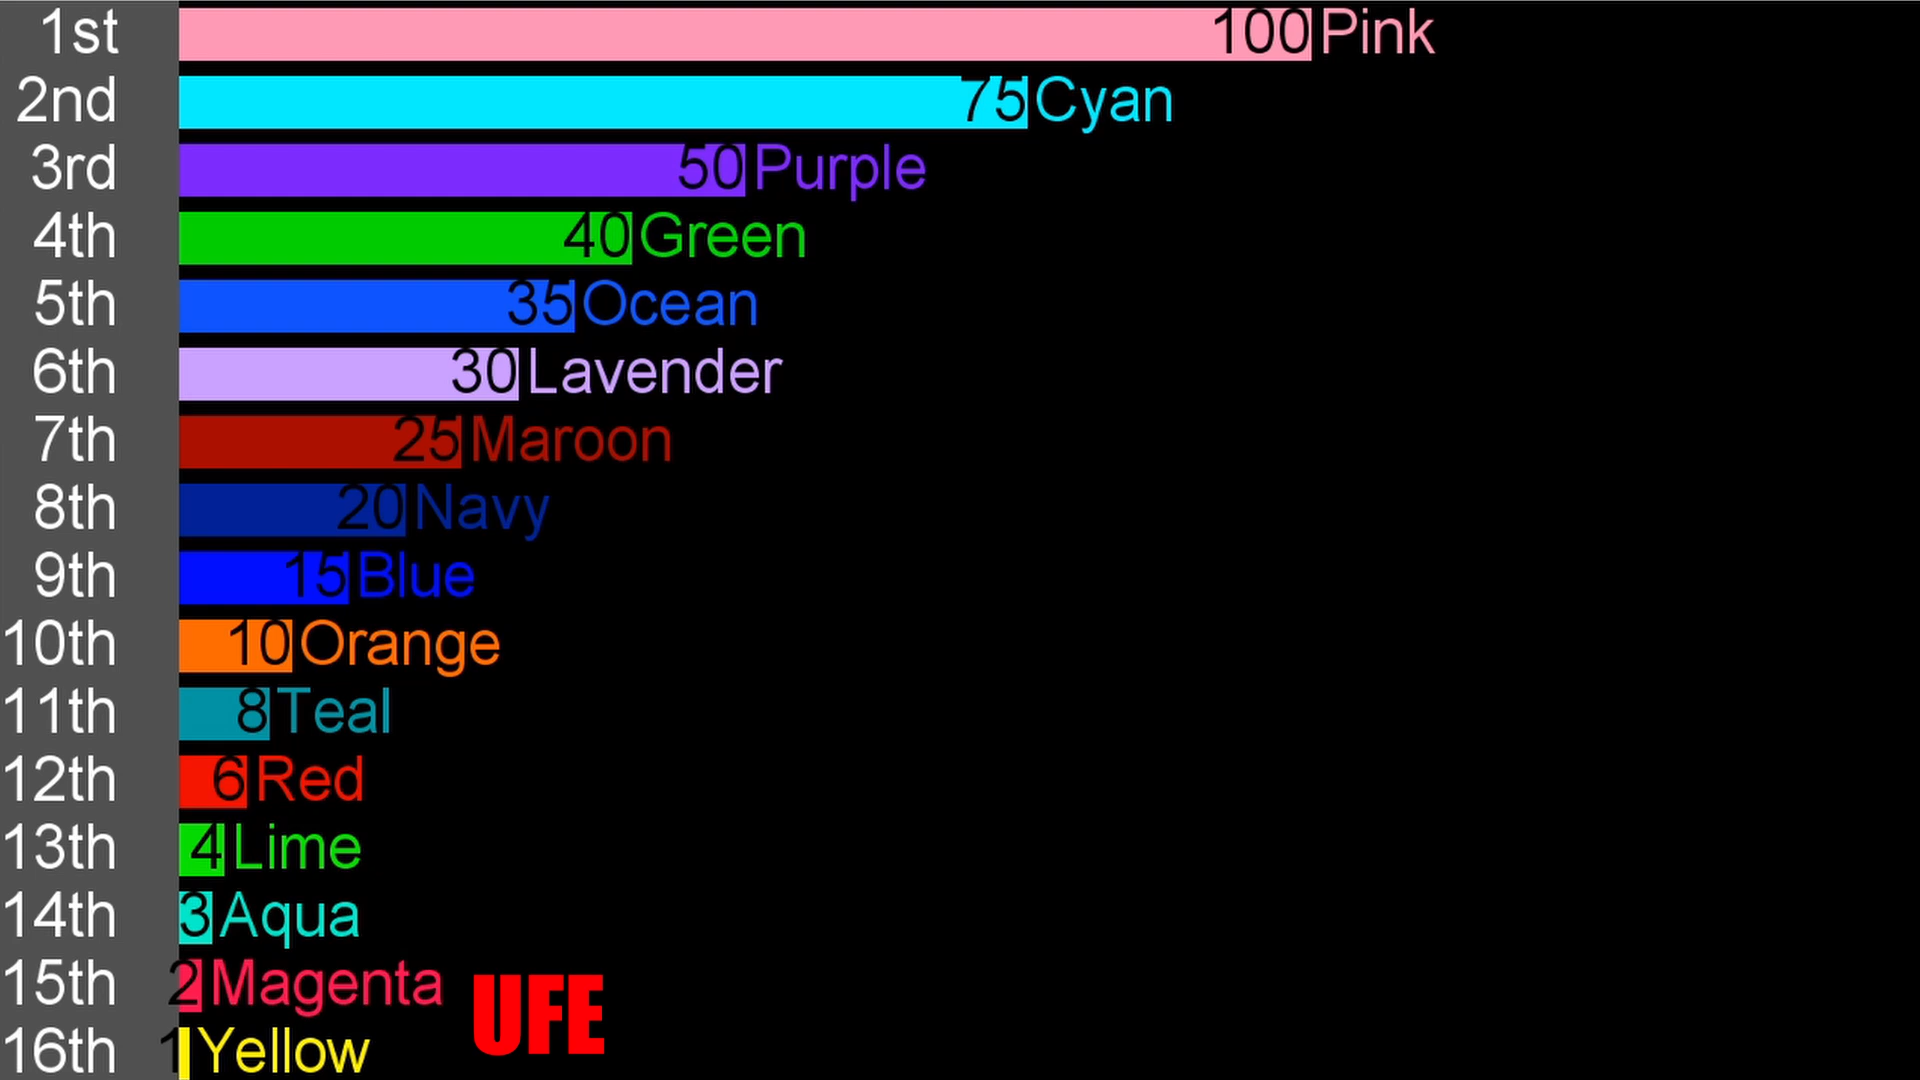 1st 100 Pink
2nd 75 Cyan
3rd 50 Purple
4th 40 Green
5th 35 Ocean
6th 30 Lavender
7th 25 Maroon
8th 20 Navy
9th 15 Blue
10th 10 Orange
11th 8 Teal
12th 6 Red
13th 4 Lime
14th 3 Aqua
15th 2 Magenta
UFE
16th 1 Yellow